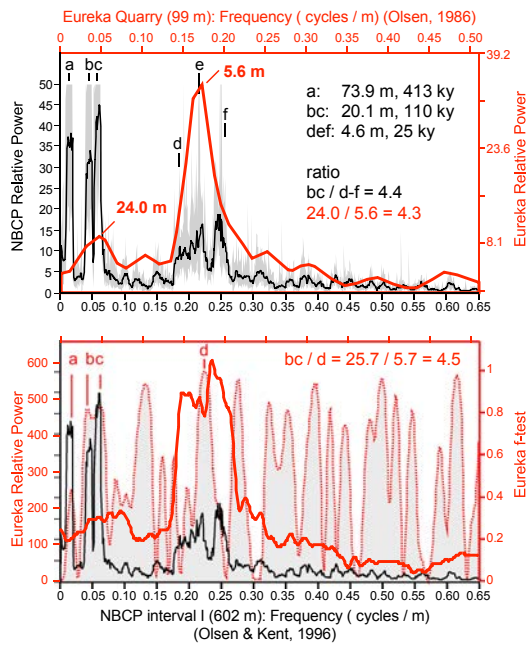 Eureka Quarry (99 m): Frequency ( cycles / m) (Olsen, 1986)
0 0.05 0.10 0.15 0.20 0.25 0.30 0.35 0.40 0.45 0.50
39.2
23.6
8.1
Eureka Relative Power
50
45
40
35
30
25
20
15
10
5
0
NBCP Relative Power
a
bc
d
e
f
5.6 m
24.0 m
a: 73.9 m, 413 ky
bc: 20.1 m, 110 ky
def: 4.6 m, 25 ky
ratio
bc / d-f = 4.4
24.0 / 5.6 = 4.3
0 0.05 0.10 0.15 0.20 0.25 0.30 0.35 0.40 0.45 0.50 0.55 0.60 0.65
600
500
400
300
200
100
0
Eureka Relative Power
a
bc
d
bc / d = 25.7 / 5.7 = 4.5
1
0.8
0.6
0.4
0.2
0
Eureka f-test
0 0.05 0.10 0.15 0.20 0.25 0.30 0.35 0.40 0.45 0.50 0.55 0.60 0.65
NBCP interval I (602 m): Frequency ( cycles / m)
(Olsen & Kent, 1996)